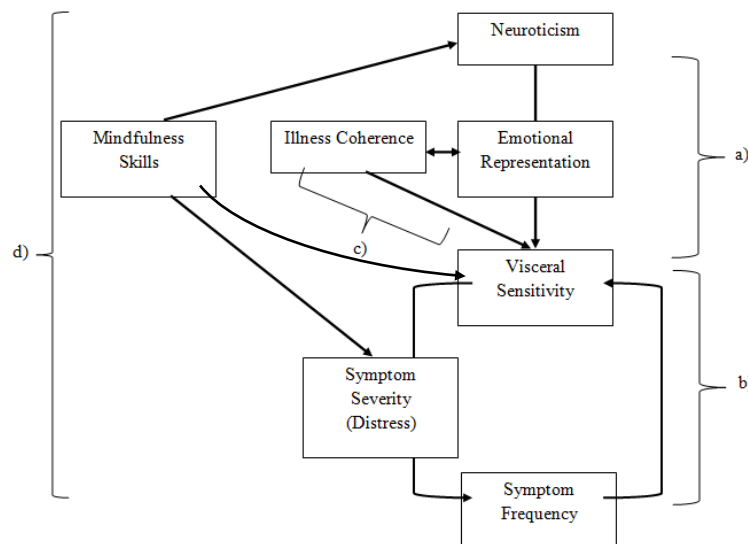 Neuroticism
Mindfulness
Skills
Illness Coherence
Emotional
Representation
a)
d)
c)
Visceral
Sensitivity
Symptom
Severity
(Distress)
b
Symptom
Frequency